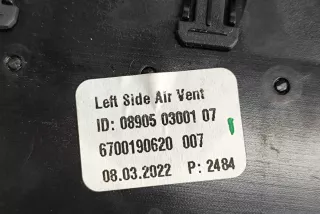 Left Side Air Vent
ID: 08905 03001 07
6700190620 007
08.03.2022 P: 2484